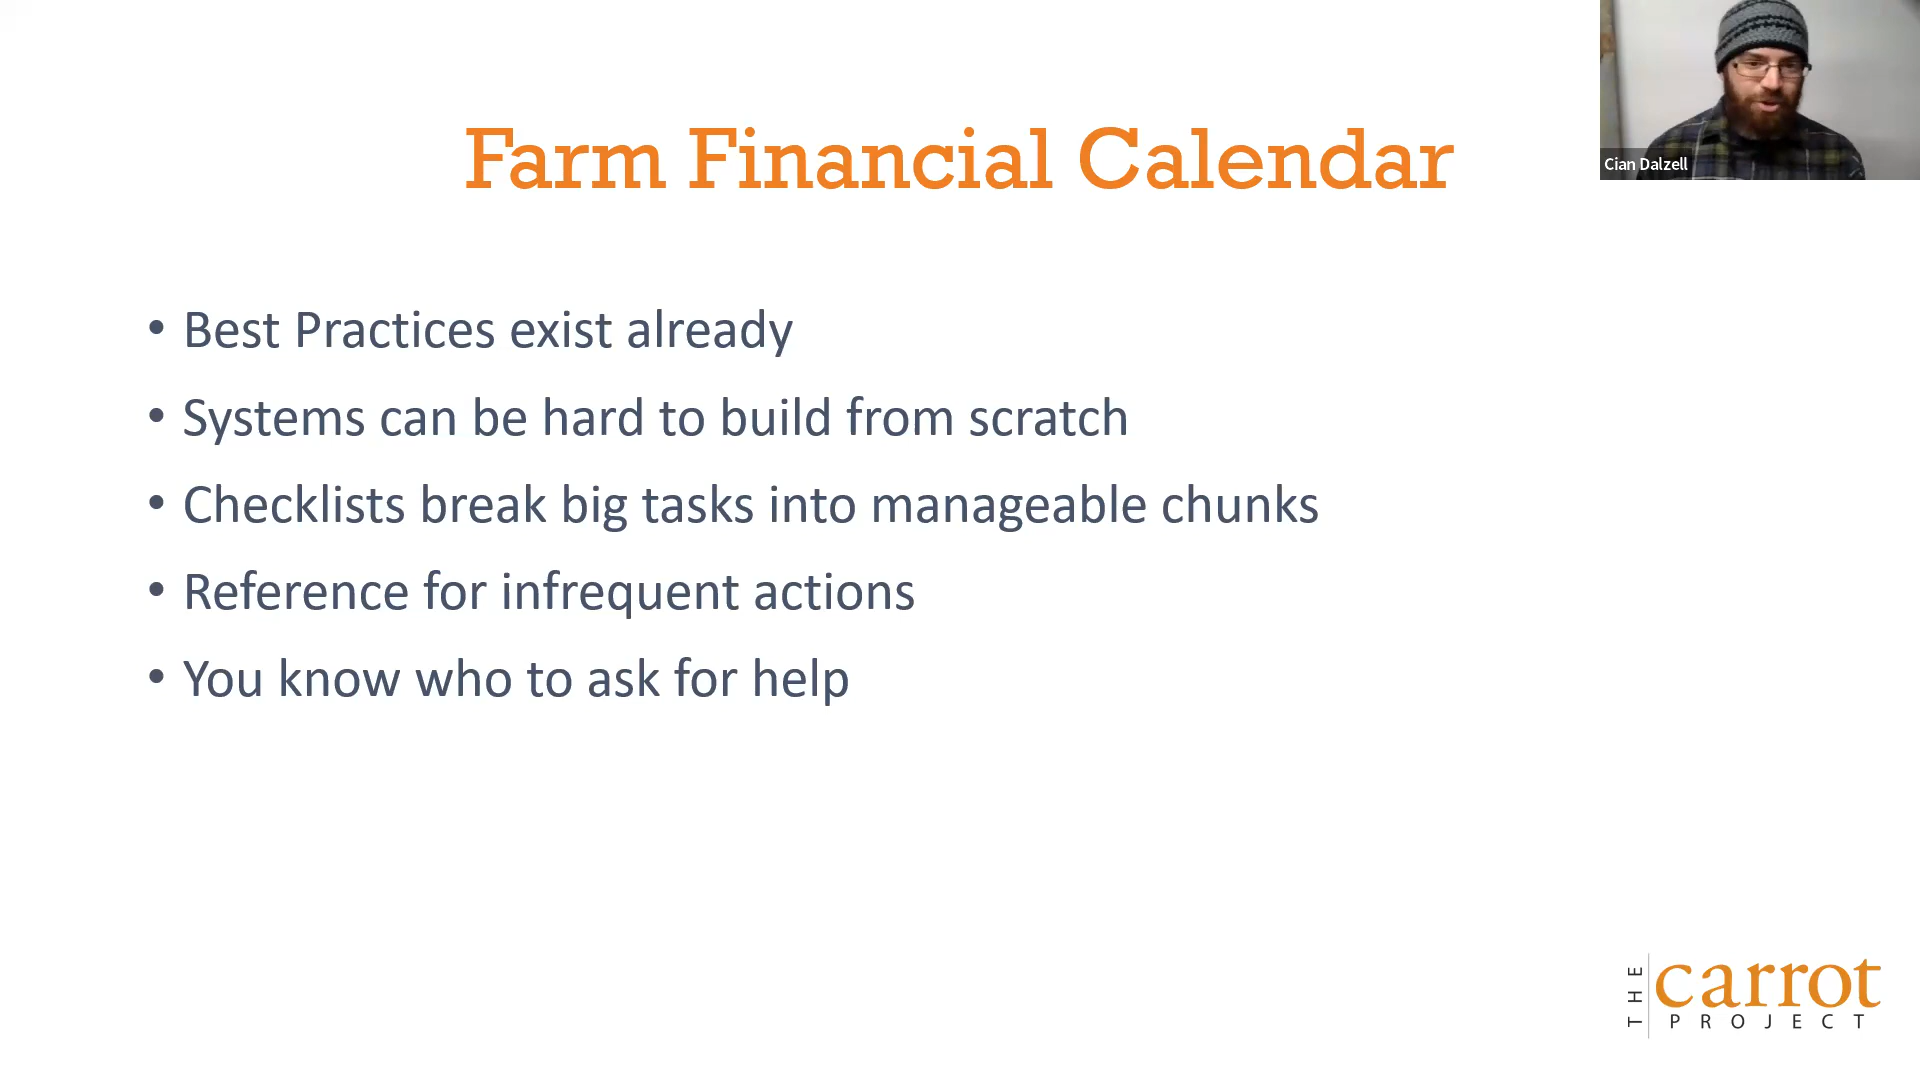 Farm Financial Calendar
Cian Dalzell
• Best Practices exist already
• Systems can be hard to build from scratch
• Checklists break big tasks into manageable chunks
• Reference for infrequent actions
• You know who to ask for help
THE
carrot
PROJECT